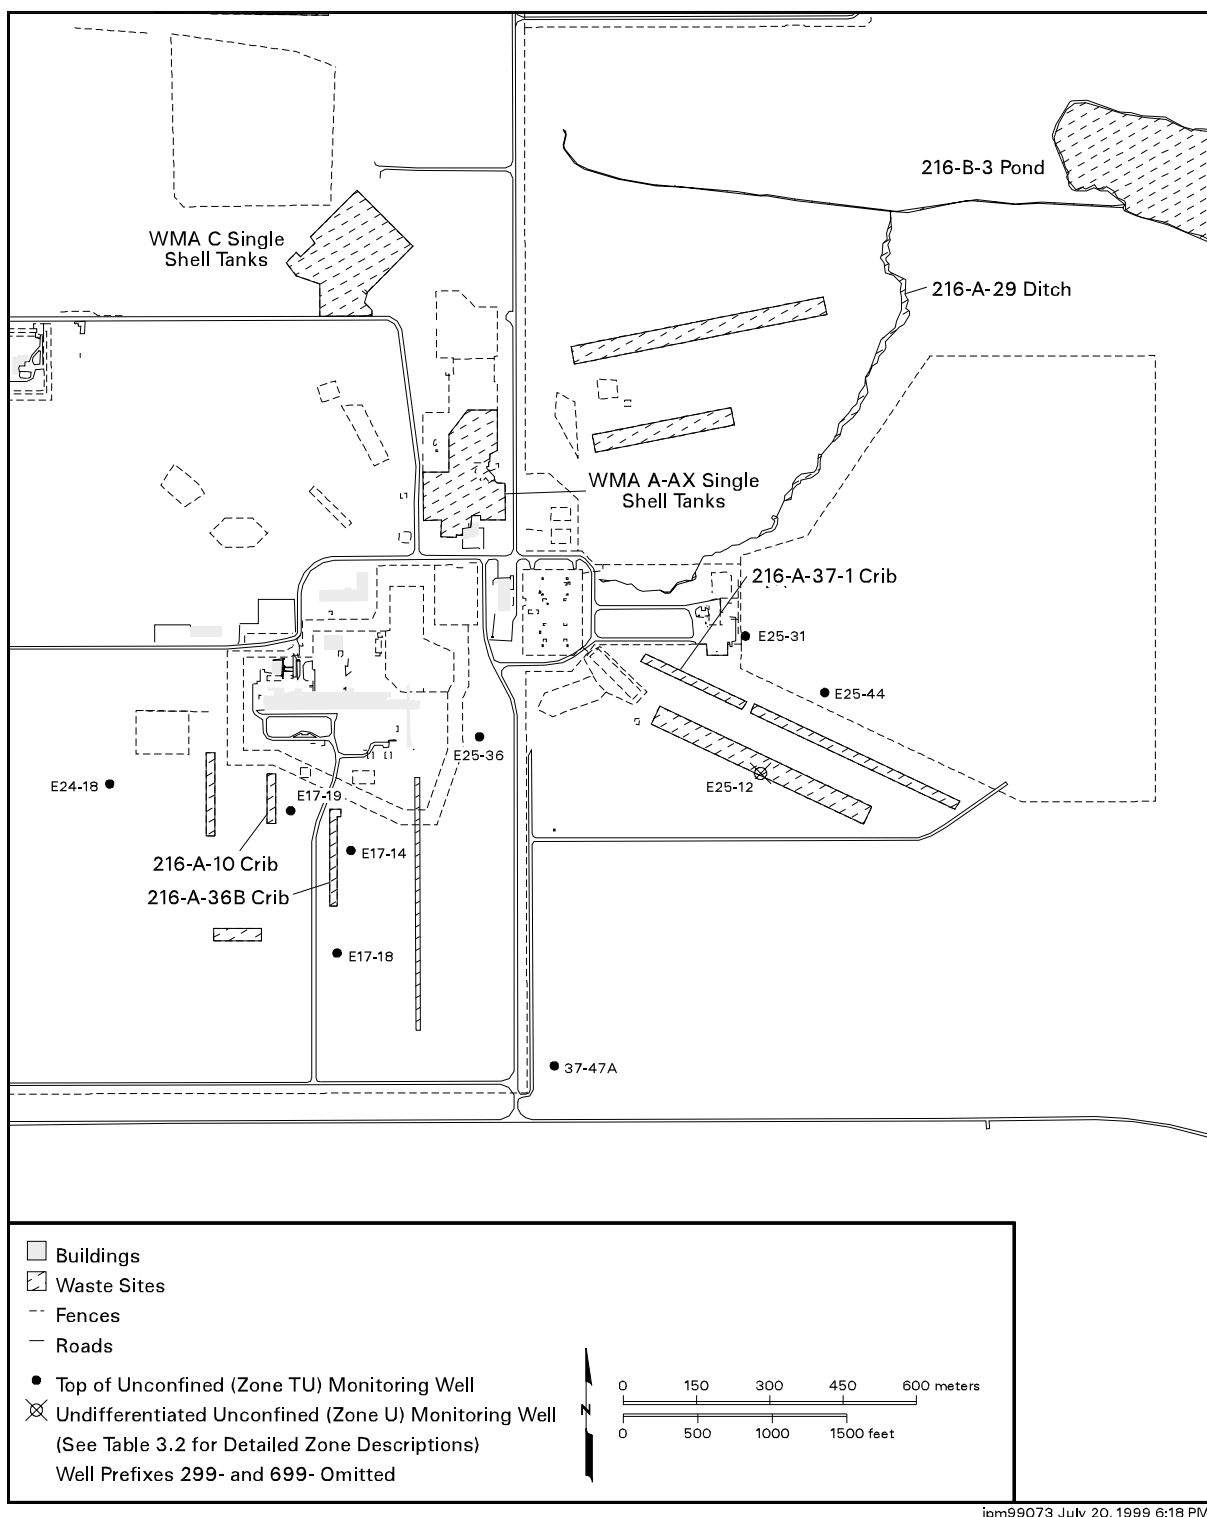 216-B-3 Pond
WMA C Single
Shell Tanks
216-A-29 Ditch
WMA A-AX Single
Shell Tanks
216-A-37-1 Crib
E25-31
E25-44
E25-36
E25-12
E24-18
E17-19
E17-14
216-A-10 Crib
216-A-36B Crib
E17-18
37-47A
Buildings
Waste Sites
Fences
Roads
Top of Unconfined (Zone TU) Monitoring Well
Undifferentiated Unconfined (Zone U) Monitoring Well
(See Table 3.2 for Detailed Zone Descriptions)
Well Prefixes 299- and 699- Omitted
N
0 150 300 450 600 meters
0 500 1000 1500 feet
jpm99073 July 20, 1999 6:18 PM